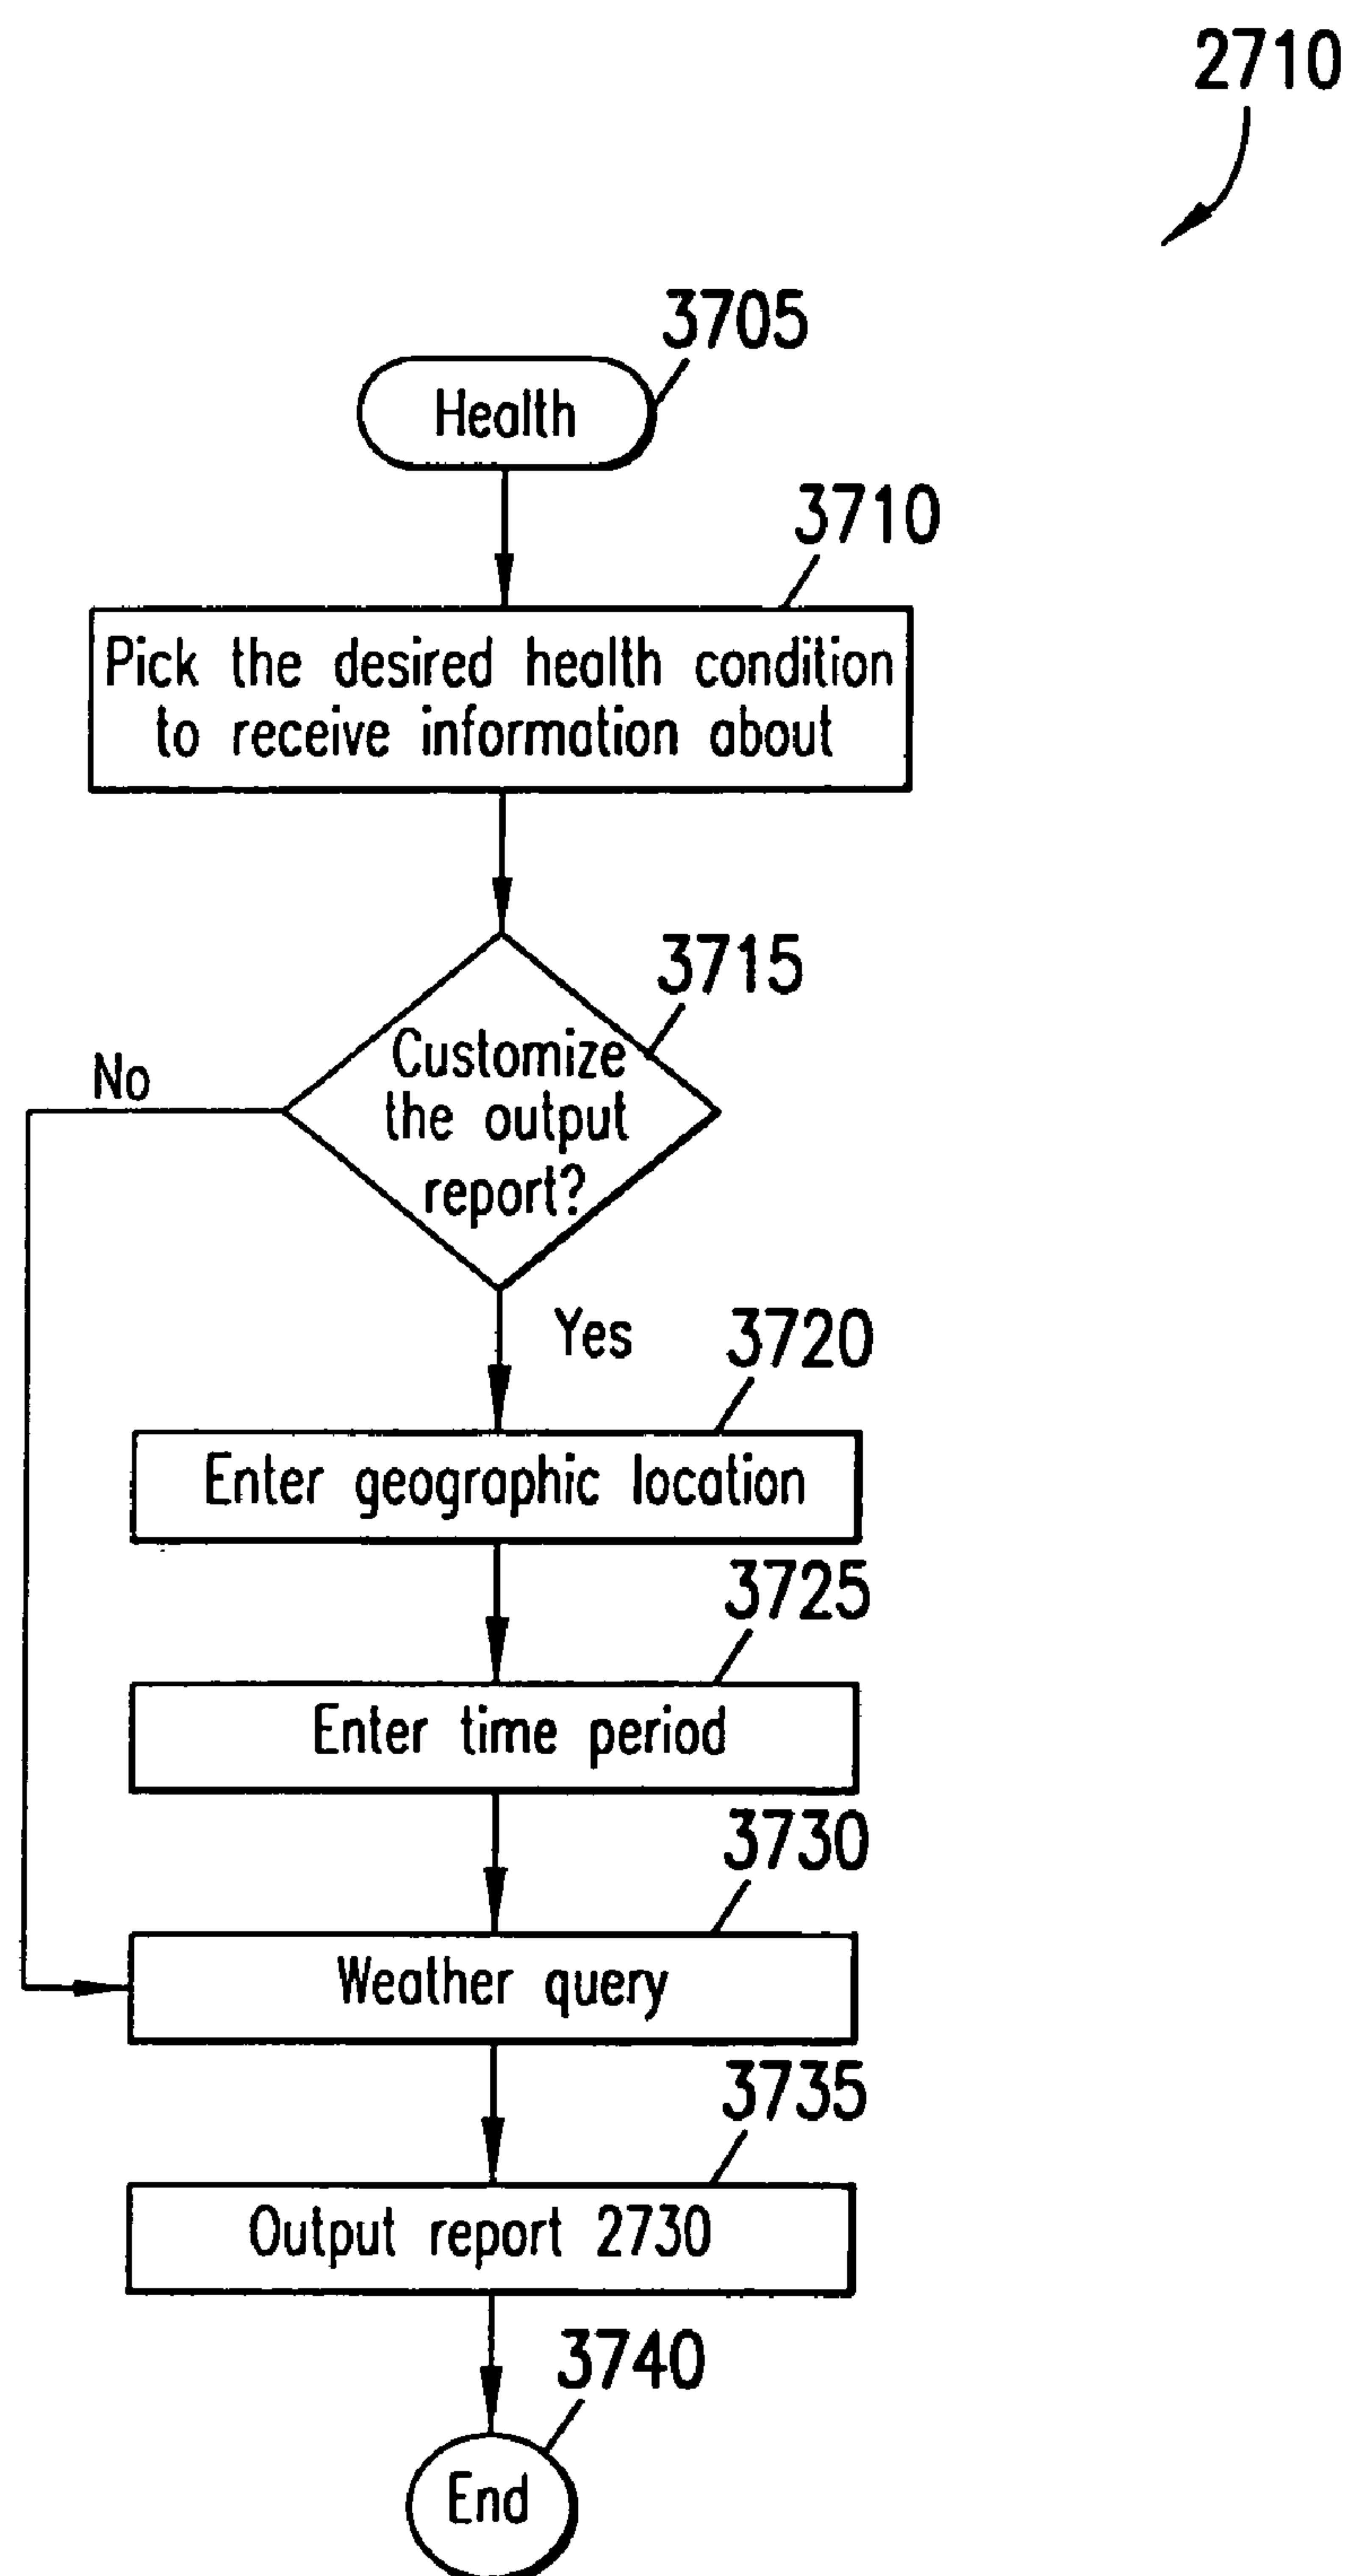 2710
3705
Health
3710
Pick the desired health condition
to receive information about
3715
Customize
the output
report?
No
Yes
3720
Enter geographic location
3725
Enter time period
3730
Weather query
3735
Output report 2730
3740
End